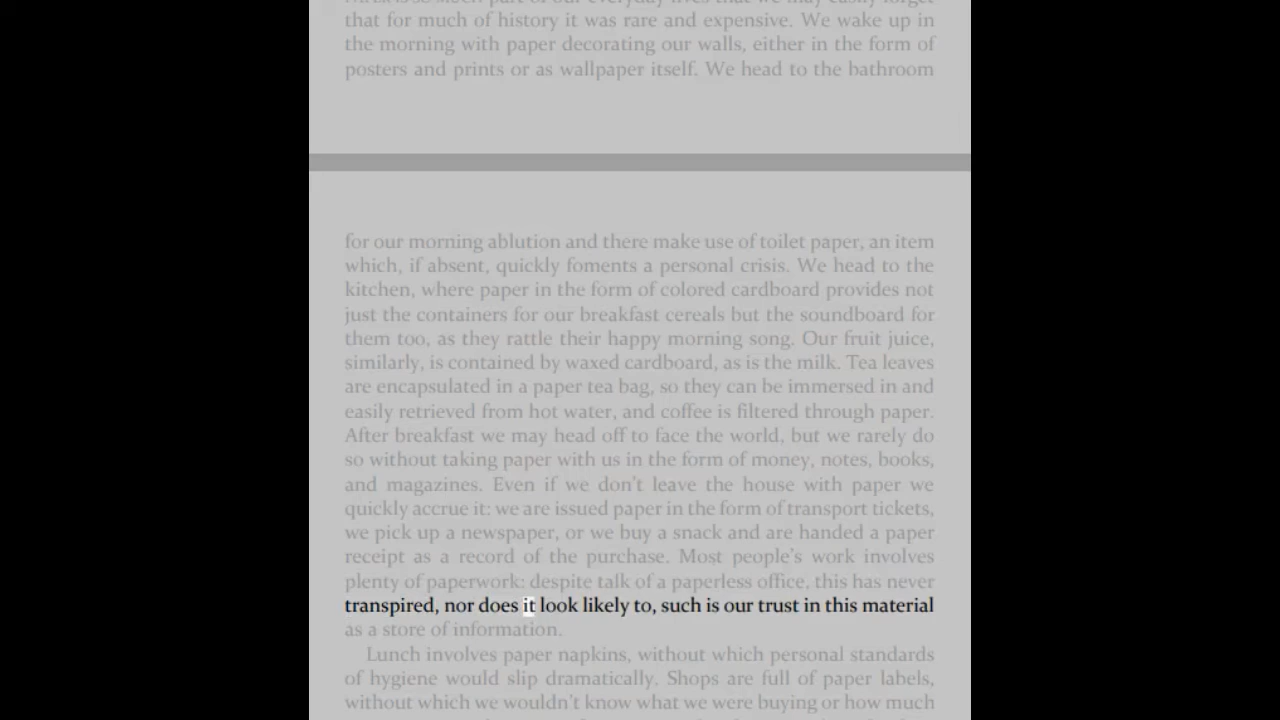 that for much of history it was rare and expensive. We wake up in
the morning with paper decorating our walls, either in the form of
posters and prints or as wallpaper itself. We head to the bathroom
for our morning ablution and there make use of toilet paper, an item
which, if absent, quickly foments a personal crisis. We head to the
kitchen, where paper in the form of colored cardboard provides not
just the containers for our breakfast cereals but the soundboard for
them too, as they rattle their happy morning song. Our fruit juice,
similarly, is contained by waxed cardboard, as is the milk. Tea leaves
are encapsulated in a paper tea bag, so they can be immersed in and
easily retrieved from hot water, and coffee is filtered through paper.
After breakfast we may head off to face the world, but we rarely do
so without taking paper with us in the form of money, notes, books,
and magazines. Even if we don't leave the house with paper we
quickly accrue it: we are issued paper in the form of transport tickets,
we pick up a newspaper, or we buy a snack and are handed a paper
receipt as a record of the purchase. Most people's work involves
plenty of paperwork: despite talk of a paperless office, this has never
transpired, nor does it look likely to, such is our trust in this material
as a store of information.
Lunch involves paper napkins, without which personal standards
of hygiene would slip dramatically. Shops are full of paper labels,
without which we wouldn't know what we were buying or how much